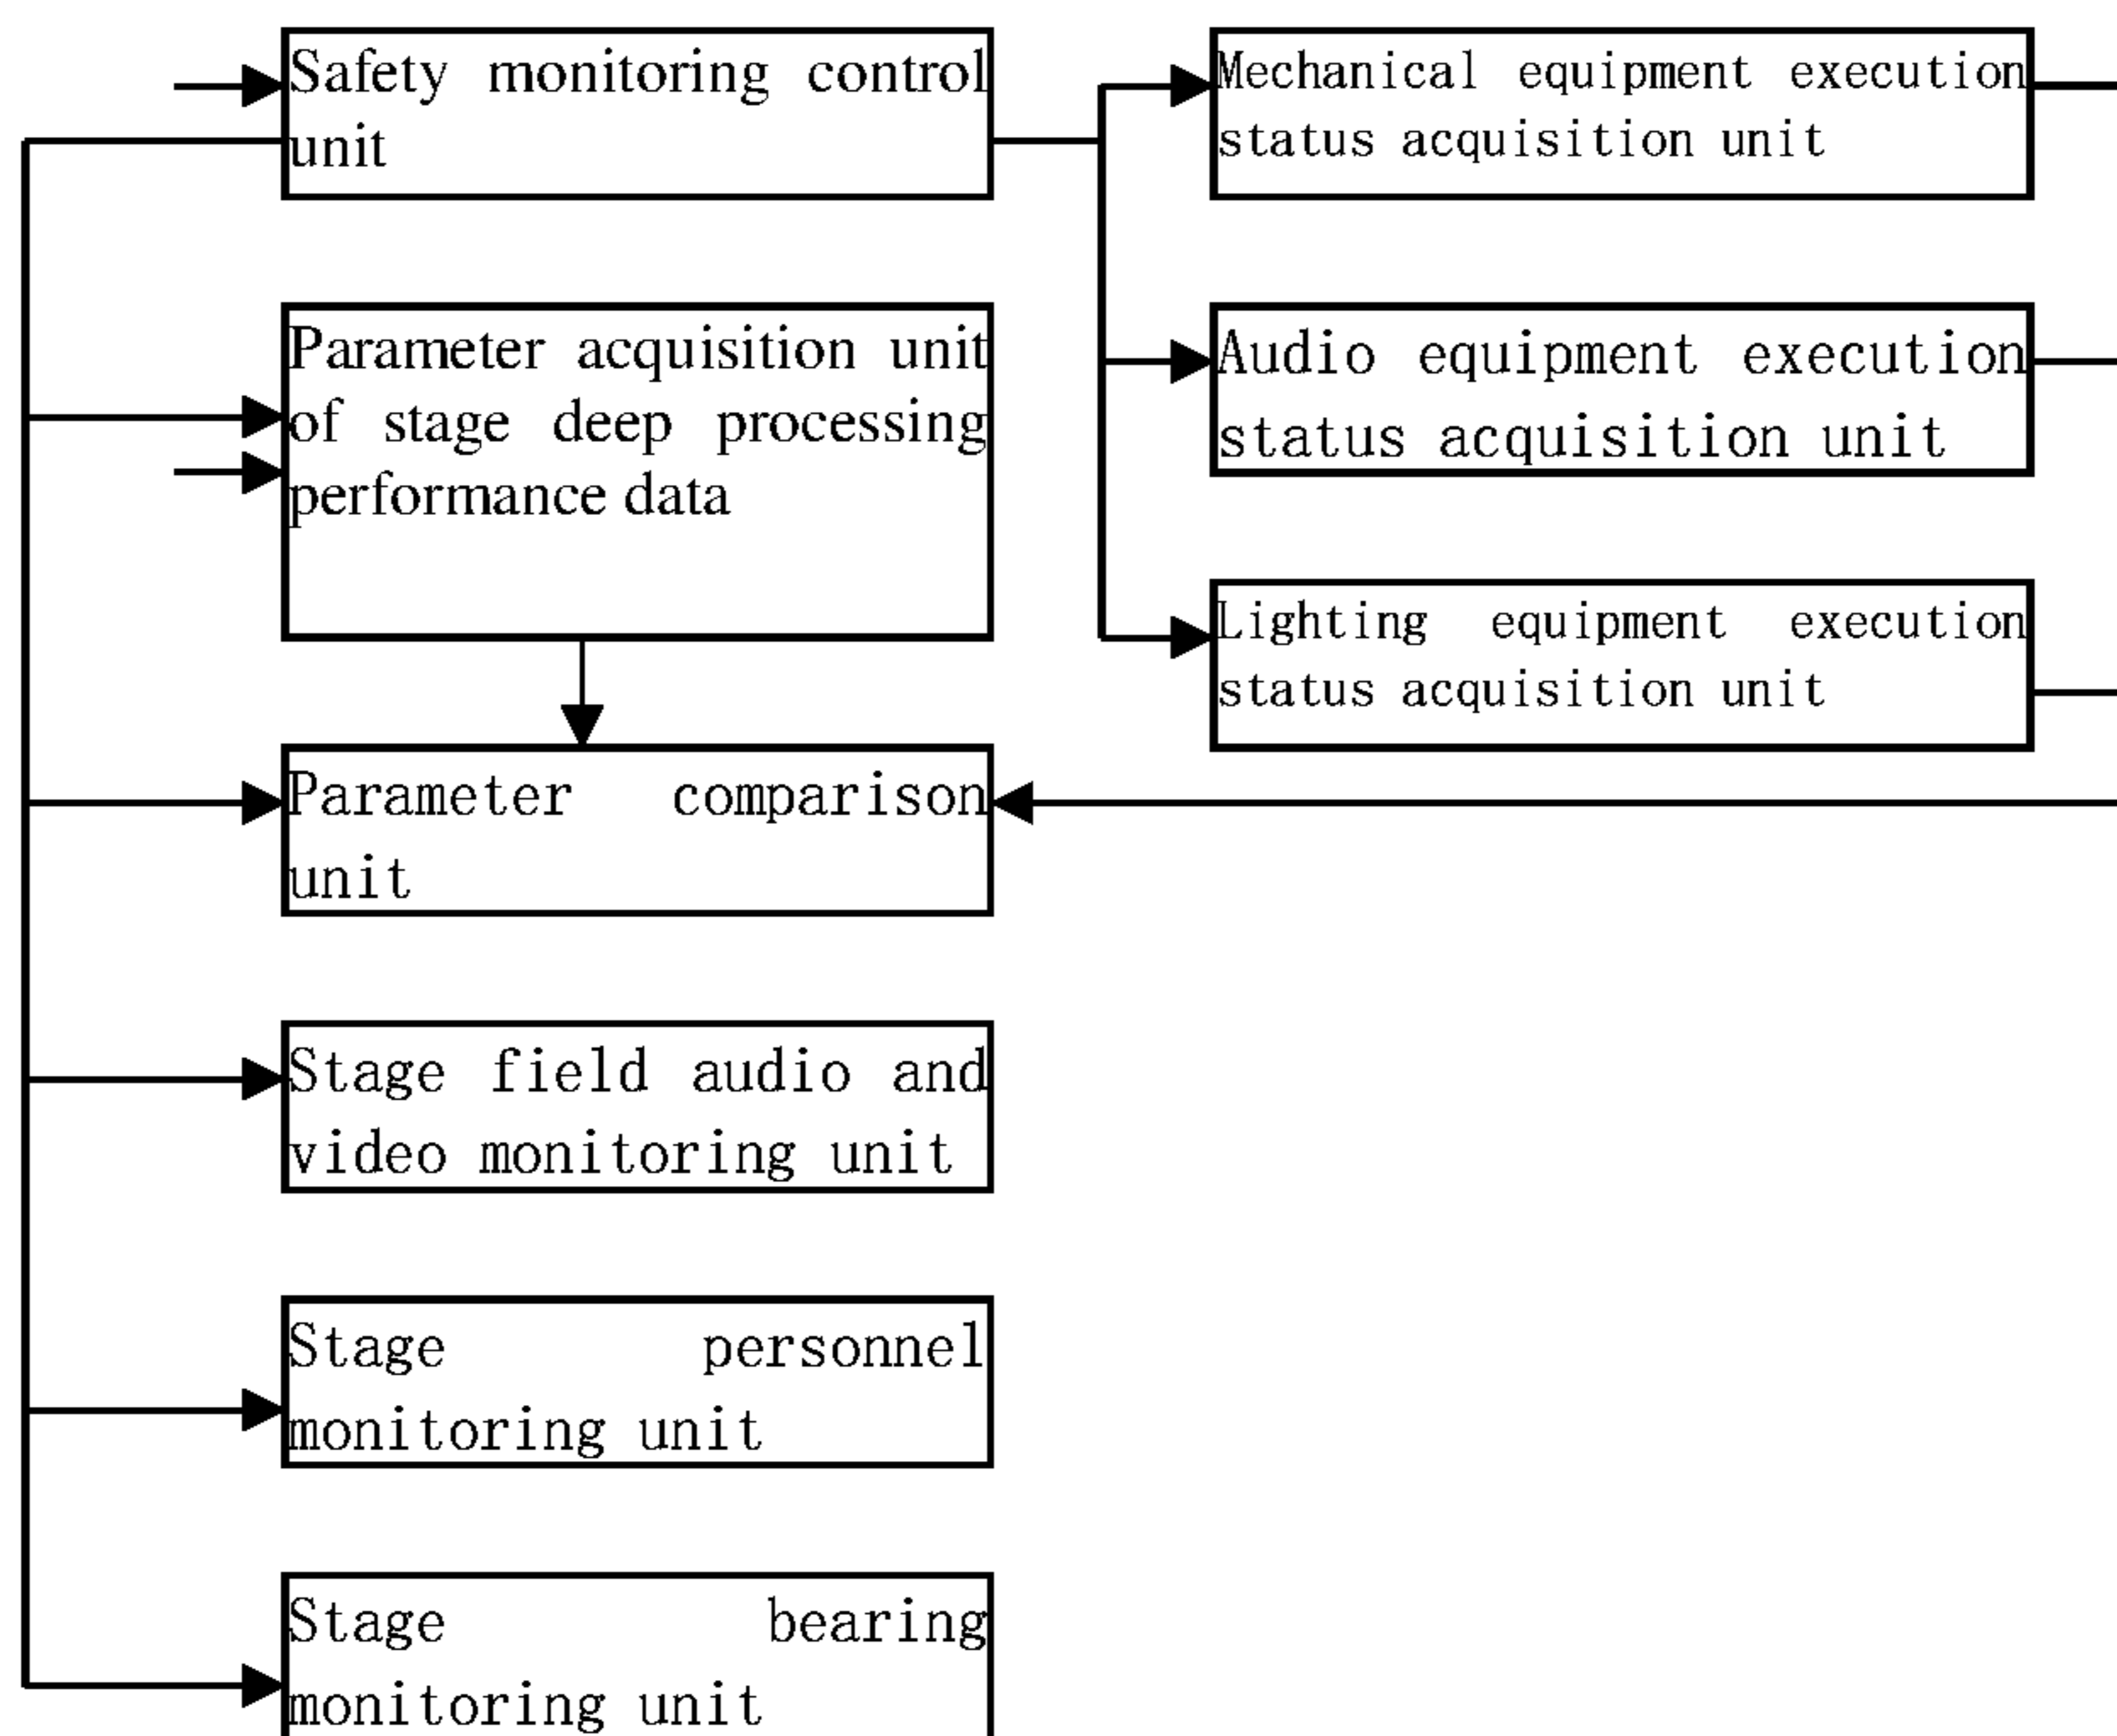 Safety monitoring control
unit
Mechanical equipment execution
status acquisition unit
Parameter acquisition unit
of stage deep processing
performance data
Audio equipment execution
status acquisition unit
Lighting equipment execution
status acquisition unit
Parameter comparison
unit
Stage field audio and
video monitoring unit
Stage personnel
monitoring unit
Stage bearing
monitoring unit